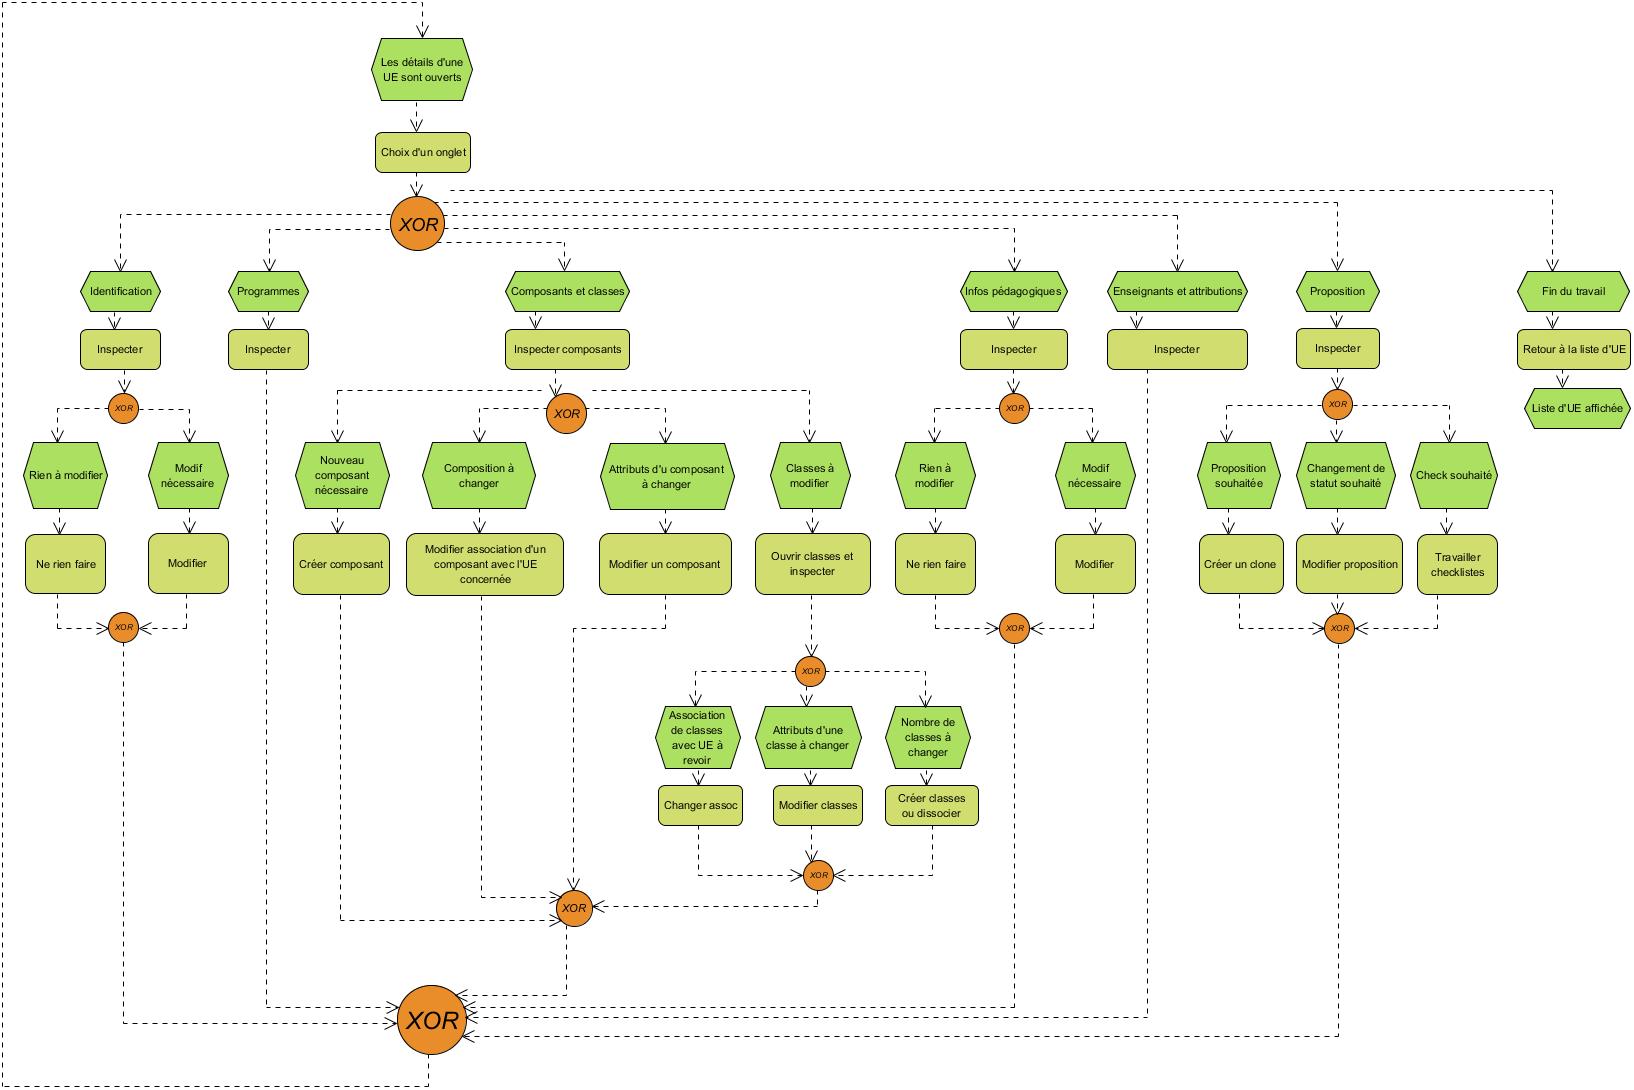 Les détails d'une
UE sont ouverts
Choix d'un onglet
XOR
Identification
Programmes
Composants et classes
Infos pédagogiques
Enseignants et attributions
Proposition
Fin du travail
Inspecter
Inspecter
Inspecter composants
Inspecter
Inspecter
Inspecter
Retour à la liste d'UE
XOR
XOR
XOR
XOR
Liste d'UE affichée
Rien à modifier
Modif
nécessaire
Nouveau
composant
nécessaire
Composition à
changer
Attributs d'u composant
à changer
Classes à
modifier
Rien à
modifier
Modif
nécessaire
Proposition
souhaitée
Changement de
statut souhaité
Check souhaité
Ne rien faire
Modifier
Créer composant
Modifier association d'un
composant avec l'UE
concernée
Modifier un composant
Ouvrir classes et
inspecter
Ne rien faire
Modifier
Créer un clone
Modifier proposition
Travailler
checklistes
XOR
XOR
XOR
XOR
Association
de classes
avec UE à
revoir
Attributs d'une
classe à changer
Nombre de
classes à
changer
Changer assoc
Modifier classes
Créer classes
ou dissocier
XOR
XOR
XOR